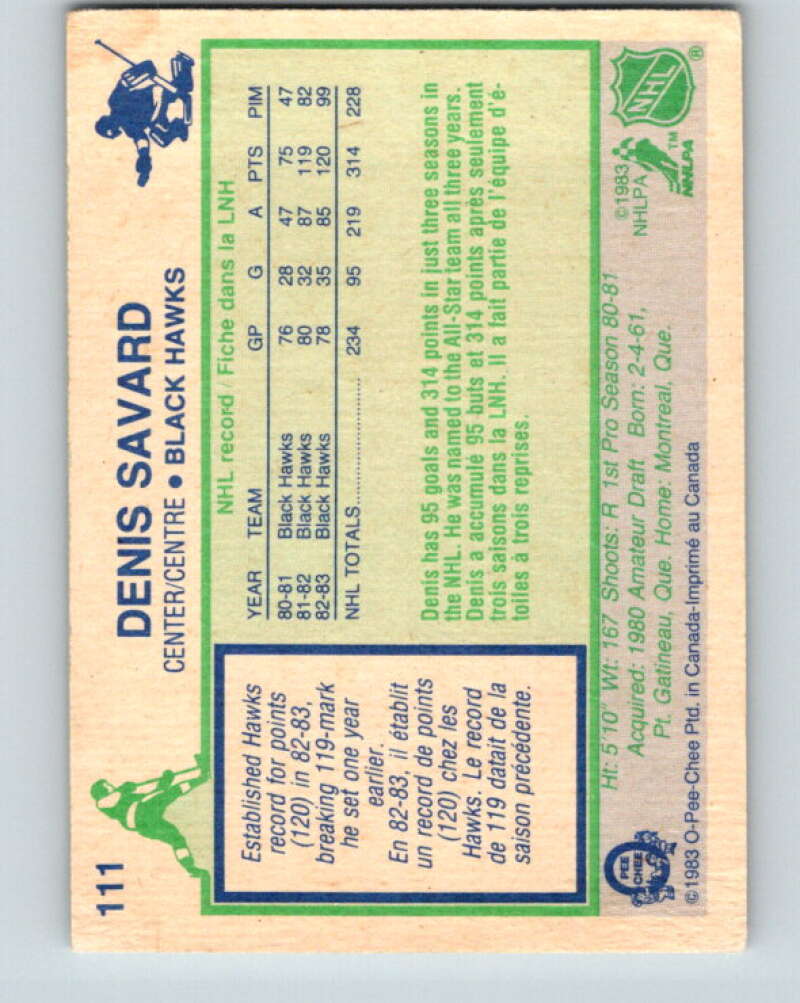 111
DENIS SAVARD
CENTER/CENTRE • BLACK HAWKS
Established Hawks
record for points
(120) in 82-83,
breaking 119-mark
he set one year
earlier.
En 82-83, il établit
un record de points
(120) chez les
Hawks. Le record
de 119 datait de la
saison précédente.
NHL record / Fiche dans la LNH
YEAR TEAM GP G A PTS PIM
80-81 Black Hawks 76 28 47 75 47
81-82 Black Hawks 80 32 87 119 82
82-83 Black Hawks 78 35 85 120 99
NHL TOTALS.................... 234 95 219 314 228
Denis has 95 goals and 314 points in just three seasons in
the NHL. He was named to the All-Star team all three years.
Denis a accumulé 95 buts et 314 points après seulement
trois saisons dans la LNH. Il a fait partie de l'équipe d'é-
toiles à trois reprises.
Ht: 5'10" Wt: 167 Shoots: R 1st Pro Season 80-81
Acquired: 1980 Amateur Draft Born: 2-4-61,
Pt. Gatineau, Que. Home: Montreal, Que.
©1983
NHLPA
NHLPA
TM
NHL
®
O
PEE
CHEE
©1983 O-Pee-Chee Ptd. in Canada-Imprimé au Canada